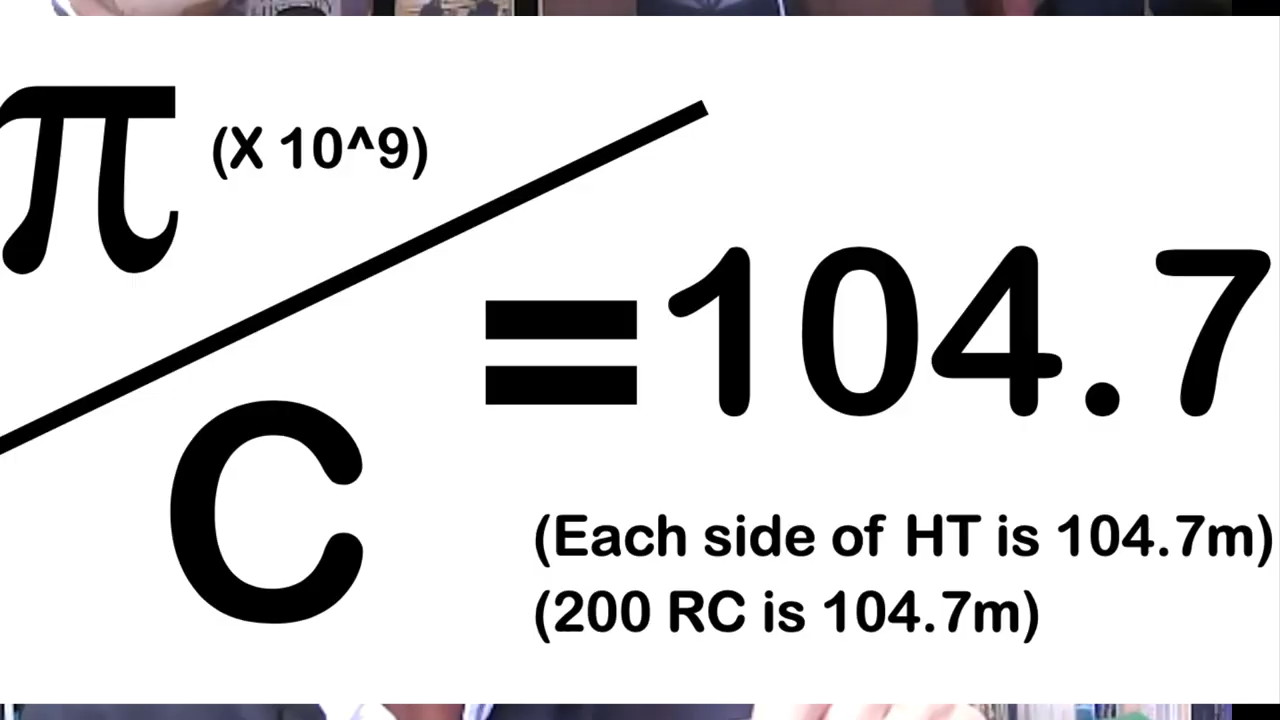 π (X 10^9)
C
=104.7
(Each side of HT is 104.7m)
(200 RC is 104.7m)